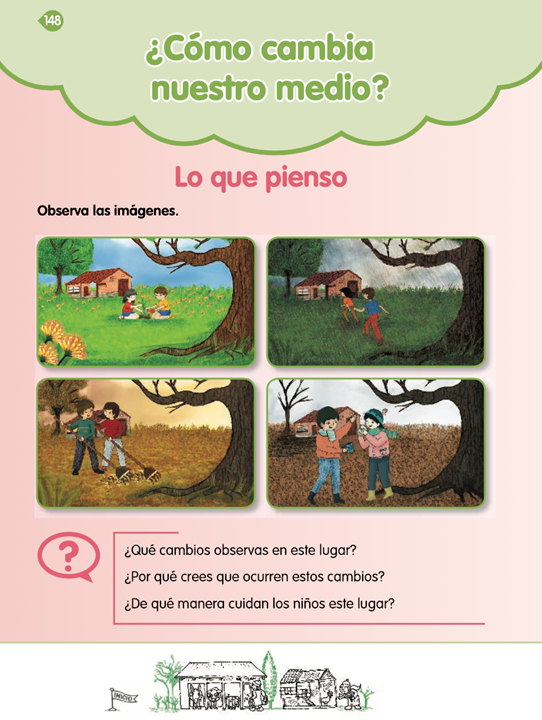 148
¿Cómo cambia
nuestro medio?
Lo que pienso
Observa las imágenes.
?
¿Qué cambios observas en este lugar?
¿Por qué crees que ocurren estos cambios?
¿De qué manera cuidan los niños este lugar?
INICIO